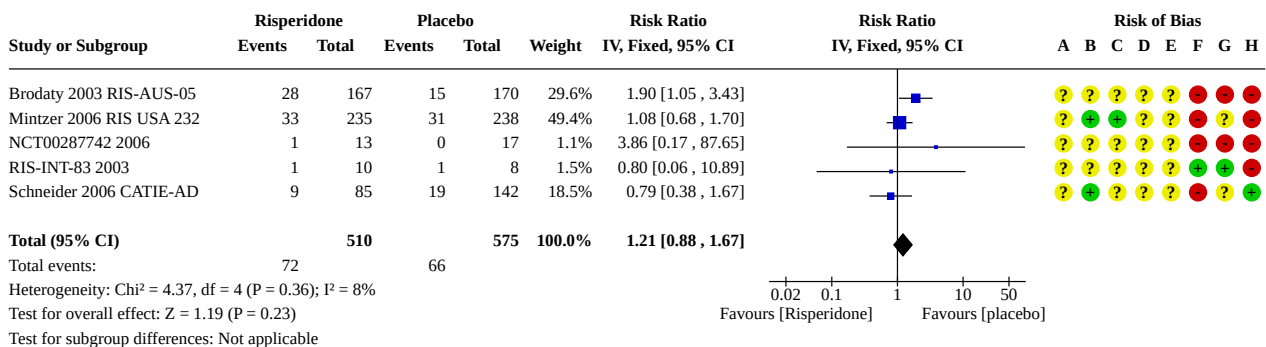 Risperidone Placebo Risk Ratio Risk Ratio Risk of Bias
Study or Subgroup Events Total Events Total Weight IV, Fixed, 95% CI IV, Fixed, 95% CI A B C D E F G H
Brodaty 2003 RIS-AUS-05 28 167 15 170 29.6% 1.90 [1.05 , 3.43] ? ? ? ? ? - - -
Mintzer 2006 RIS USA 232 33 235 31 238 49.4% 1.08 [0.68 , 1.70] ? + + ? ? - ? -
NCT00287742 2006 1 13 0 17 1.1% 3.86 [0.17 , 87.65] ? ? ? ? ? - - -
RIS-INT-83 2003 1 10 1 8 1.5% 0.80 [0.06 , 10.89] ? ? ? ? ? + + -
Schneider 2006 CATIE-AD 9 85 19 142 18.5% 0.79 [0.38 , 1.67] ? + ? ? ? - ? +
Total (95% CI) 510 575 100.0% 1.21 [0.88 , 1.67]
Total events: 72 66
Heterogeneity: Chi² = 4.37, df = 4 (P = 0.36); I² = 8%
0.02 0.1 1 10 50
Test for overall effect: Z = 1.19 (P = 0.23) Favours [Risperidone] Favours [placebo]
Test for subgroup differences: Not applicable